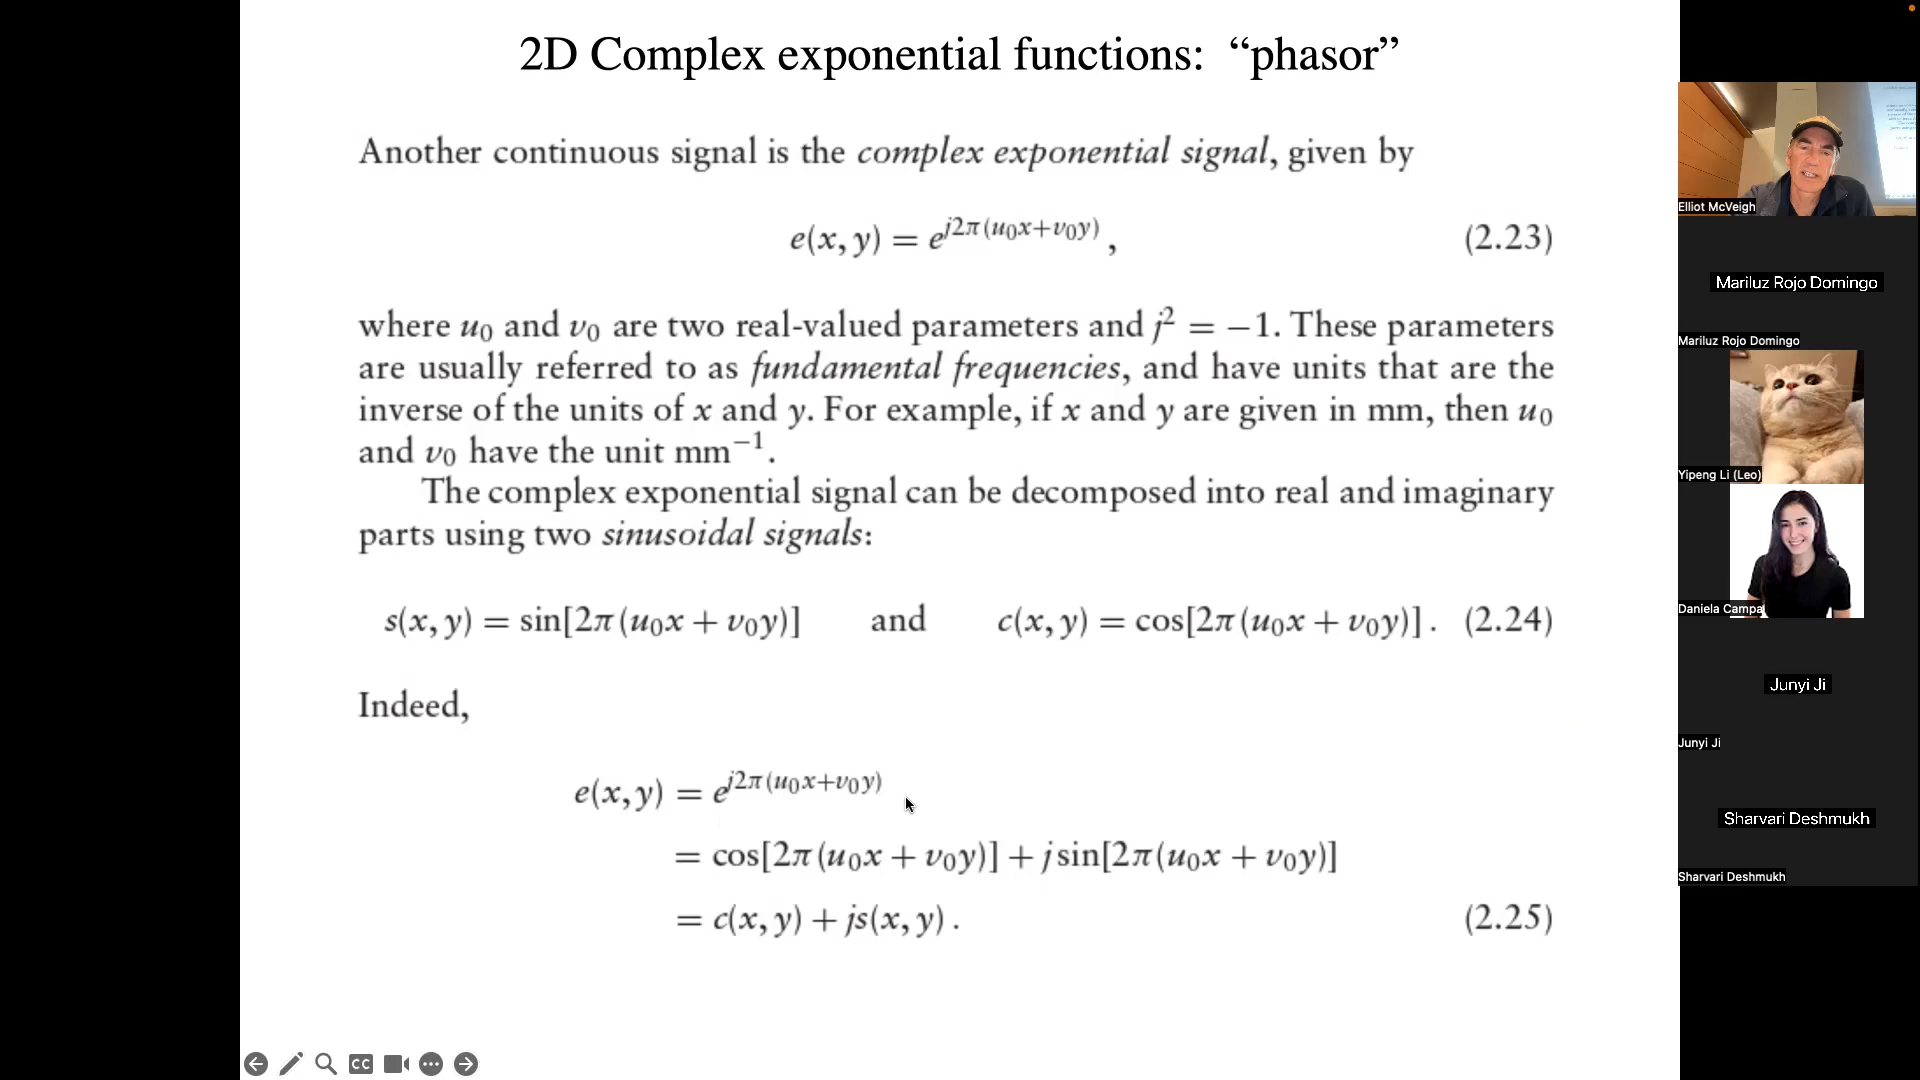 2D Complex exponential functions: “phasor”
Another continuous signal is the complex exponential signal, given by
e(x, y) = e^{j2π(u₀x+v₀y)} , (2.23)
where u₀ and v₀ are two real-valued parameters and j² = −1. These parameters
are usually referred to as fundamental frequencies, and have units that are the
inverse of the units of x and y. For example, if x and y are given in mm, then u₀
and v₀ have the unit mm⁻¹.
The complex exponential signal can be decomposed into real and imaginary
parts using two sinusoidal signals:
s(x, y) = sin[2π(u₀x + v₀y)] and c(x, y) = cos[2π(u₀x + v₀y)] . (2.24)
Indeed,
e(x, y) = e^{j2π(u₀x+v₀y)}
= cos[2π(u₀x + v₀y)] + j sin[2π(u₀x + v₀y)]
= c(x, y) + js(x, y) . (2.25)
CC
Elliot McVeigh
Mariluz Rojo Domingo
Mariluz Rojo Domingo
Yipeng Li (Leo)
Daniela Campa
Junyi Ji
Junyi Ji
Sharvari Deshmukh
Sharvari Deshmukh